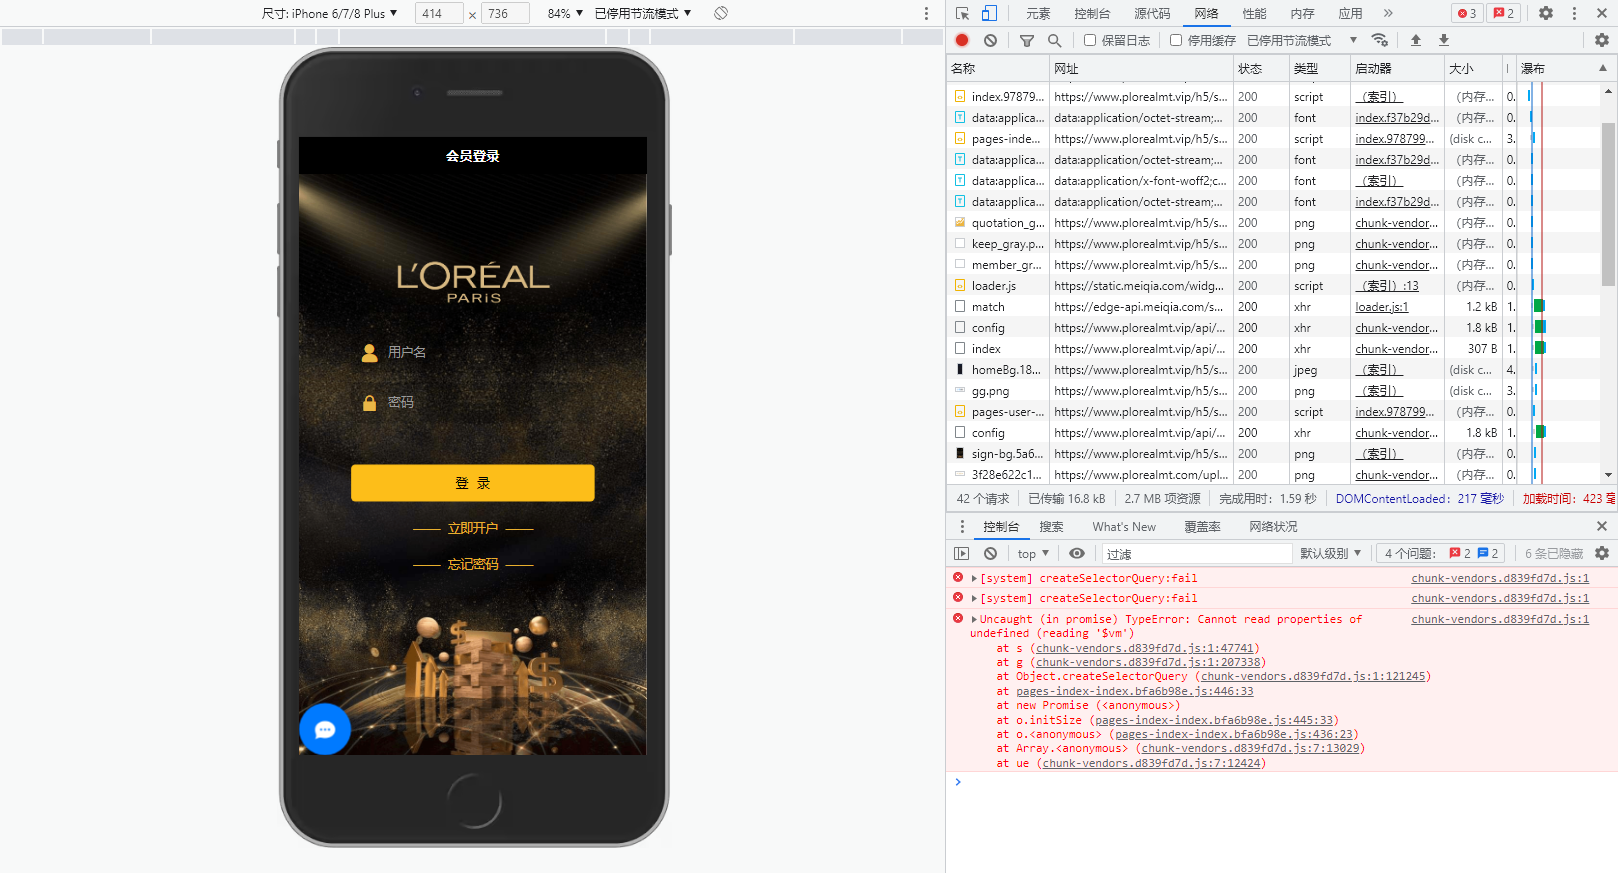 尺寸: iPhone 6/7/8 Plus ▼ 414 × 736 84% ▼ 已停用节流模式 ▼
会员登录
L'ORÉAL
PARIS
用户名
密码
登 录
立即开户
忘记密码
元素 控制台 源代码 网络 性能 内存 应用 » 3 2
保留日志 停用缓存 已停用节流模式 ▼
名称 网址 状态 类型 启动器 大小 瀑布
index.97879... https://www.plorealmt.vip/h5/s... 200 script （索引） (内存... 0.
data:applica... data:application/octet-stream;... 200 font index.f37b29d... (内存... 0.
pages-inde... https://www.plorealmt.vip/h5/s... 200 script index.978799... (disk c... 3.
data:applica... data:application/octet-stream;... 200 font index.f37b29d... (内存... 0.
data:applica... data:application/x-font-woff2;c... 200 font （索引） (内存... 0.
data:applica... data:application/octet-stream;... 200 font index.f37b29d... (内存... 0.
quotation_g... https://www.plorealmt.vip/h5/s... 200 png chunk-vendor... (内存... 0.
keep_gray.p... https://www.plorealmt.vip/h5/s... 200 png chunk-vendor... (内存... 0.
member_gr... https://www.plorealmt.vip/h5/s... 200 png chunk-vendor... (内存... 0.
loader.js https://static.meiqia.com/widg... 200 script （索引）:13 (内存... 0.
match https://edge-api.meiqia.com/s... 200 xhr loader.js:1 1.2 kB 1.
config https://www.plorealmt.vip/api/... 200 xhr chunk-vendor... 1.8 kB 1.
index https://www.plorealmt.vip/api/... 200 xhr chunk-vendor... 307 B 1.
homeBg.18... https://www.plorealmt.vip/h5/s... 200 jpeg （索引） (disk c... 4.
gg.png https://www.plorealmt.vip/h5/s... 200 png （索引） (disk c... 3.
pages-user-... https://www.plorealmt.vip/h5/s... 200 script index.978799... (内存... 0.
config https://www.plorealmt.vip/api/... 200 xhr chunk-vendor... 1.8 kB 1.
sign-bg.5a6... https://www.plorealmt.vip/h5/s... 200 png （索引） (内存... 0.
3f28e622c1... https://www.plorealmt.com/upl... 200 png chunk-vendor... (内存... 0.
42 个请求 已传输 16.8 kB 2.7 MB 项资源 完成用时：1.59 秒 DOMContentLoaded：217 毫秒 加载时间：423 毫
控制台 搜索 What's New 覆盖率 网络状况
top ▼ 过滤 默认级别 ▼ 4 个问题： 2 2 6 条已隐藏
▶[system] createSelectorQuery:fail chunk-vendors.d839fd7d.js:1
▶[system] createSelectorQuery:fail chunk-vendors.d839fd7d.js:1
▶Uncaught (in promise) TypeError: Cannot read properties of chunk-vendors.d839fd7d.js:1
undefined (reading '$vm')
at s (chunk-vendors.d839fd7d.js:1:47741)
at g (chunk-vendors.d839fd7d.js:1:207338)
at Object.createSelectorQuery (chunk-vendors.d839fd7d.js:1:121245)
at pages-index-index.bfa6b98e.js:446:33
at new Promise (<anonymous>)
at o.initSize (pages-index-index.bfa6b98e.js:445:33)
at o.<anonymous> (pages-index-index.bfa6b98e.js:436:23)
at Array.<anonymous> (chunk-vendors.d839fd7d.js:7:13029)
at ue (chunk-vendors.d839fd7d.js:7:12424)